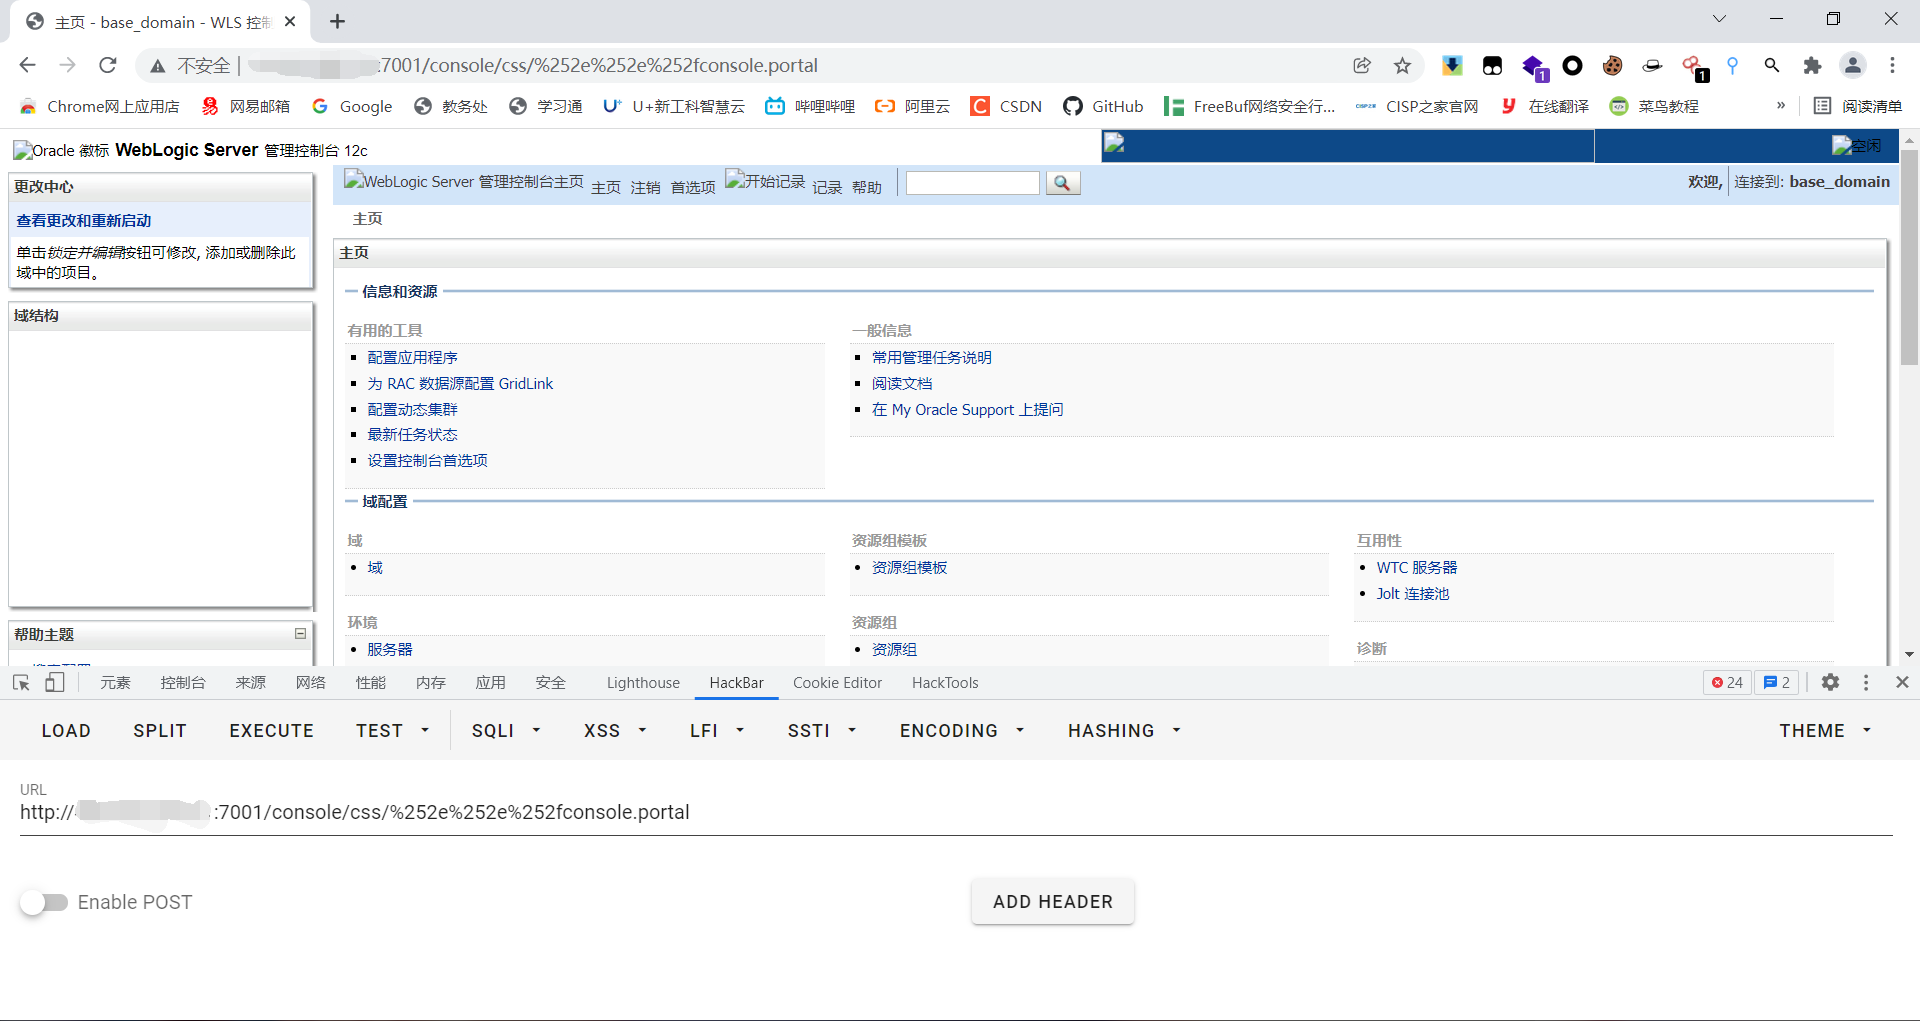 主页 - base_domain - WLS 控制
不安全 | :7001/console/css/%252e%252e%252fconsole.portal
1
1
Chrome网上应用店 网易邮箱 Google 教务处 学习通 U+新工科智慧云 哔哩哔哩 阿里云 CSDN GitHub FreeBuf网络安全行... CISP之家官网 在线翻译 菜鸟教程 » 阅读清单
Oracle 徽标 WebLogic Server 管理控制台 12c
空闲
更改中心
查看更改和重新启动
单击锁定并编辑按钮可修改, 添加或删除此
域中的项目。
域结构
帮助主题
搜索配置
WebLogic Server 管理控制台主页 主页 注销 首选项 开始记录 记录 帮助
欢迎, 连接到: base_domain
主页
主页
信息和资源
有用的工具
配置应用程序
为 RAC 数据源配置 GridLink
配置动态集群
最新任务状态
设置控制台首选项
一般信息
常用管理任务说明
阅读文档
在 My Oracle Support 上提问
域配置
域
域
环境
服务器
资源组模板
资源组模板
资源组
资源组
互用性
WTC 服务器
Jolt 连接池
诊断
元素 控制台 来源 网络 性能 内存 应用 安全 Lighthouse HackBar Cookie Editor HackTools 24 2
LOAD SPLIT EXECUTE TEST SQLI XSS LFI SSTI ENCODING HASHING THEME
URL
http:// :7001/console/css/%252e%252e%252fconsole.portal
Enable POST
ADD HEADER